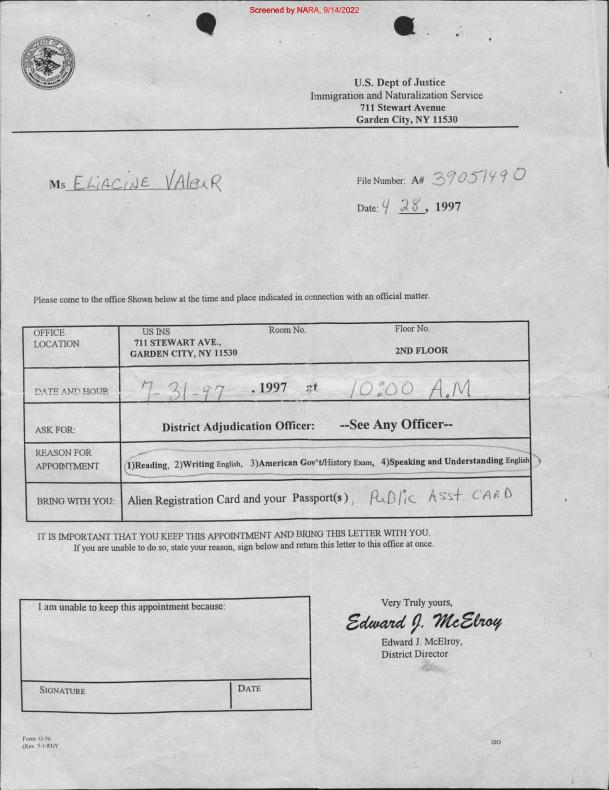 Screened by NARA, 9/14/2022
U.S. Dept of Justice
Immigration and Naturalization Service
711 Stewart Avenue
Garden City, NY 11530
Ms ELiACiNE VAleuR
File Number: A# 39051490
Date: 4 28, 1997
Please come to the office Shown below at the time and place indicated in connection with an official matter.
OFFICE LOCATION
US INS
711 STEWART AVE.,
GARDEN CITY, NY 11530
Room No.
Floor No.
2ND FLOOR
DATE AND HOUR 7-31-97 . 1997 at 10:00 A.M
ASK FOR: District Adjudication Officer: --See Any Officer--
REASON FOR APPOINTMENT
1)Reading, 2)Writing English, 3)American Gov't/History Exam, 4)Speaking and Understanding English
BRING WITH YOU: Alien Registration Card and your Passport(s), PuBlic Asst. CARD
IT IS IMPORTANT THAT YOU KEEP THIS APPOINTMENT AND BRING THIS LETTER WITH YOU.
If you are unable to do so, state your reason, sign below and return this letter to this office at once.
I am unable to keep this appointment because:
SIGNATURE
DATE
Very Truly yours,
Edward J. McElroy
Edward J. McElroy,
District Director
Form G-56
(Rev 5-1-83)Y
ISO